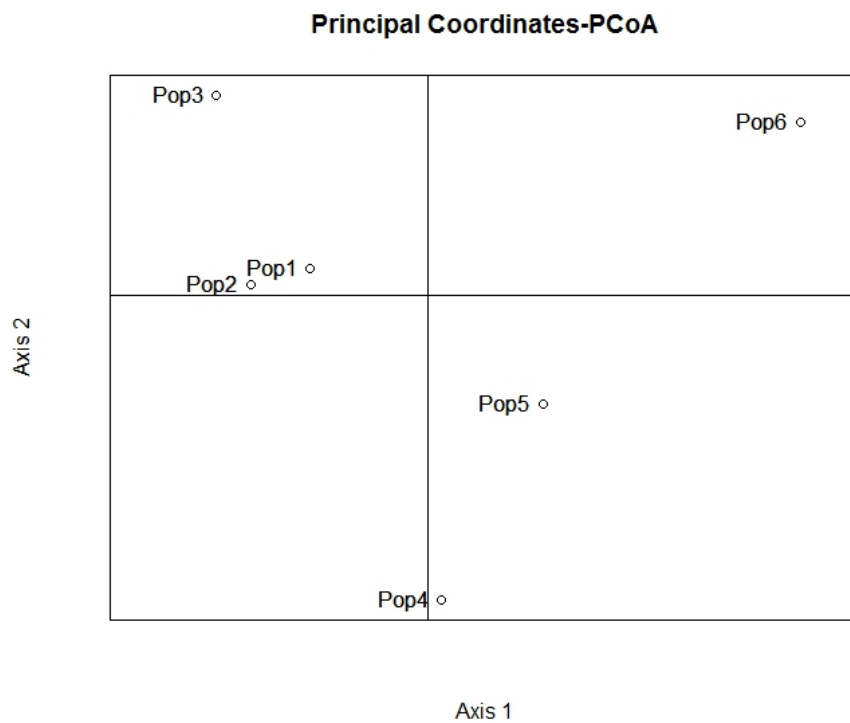 Principal Coordinates-PCoA
Pop3
Pop6
Pop1
Pop2
Axis 2
Pop5
Pop4
Axis 1